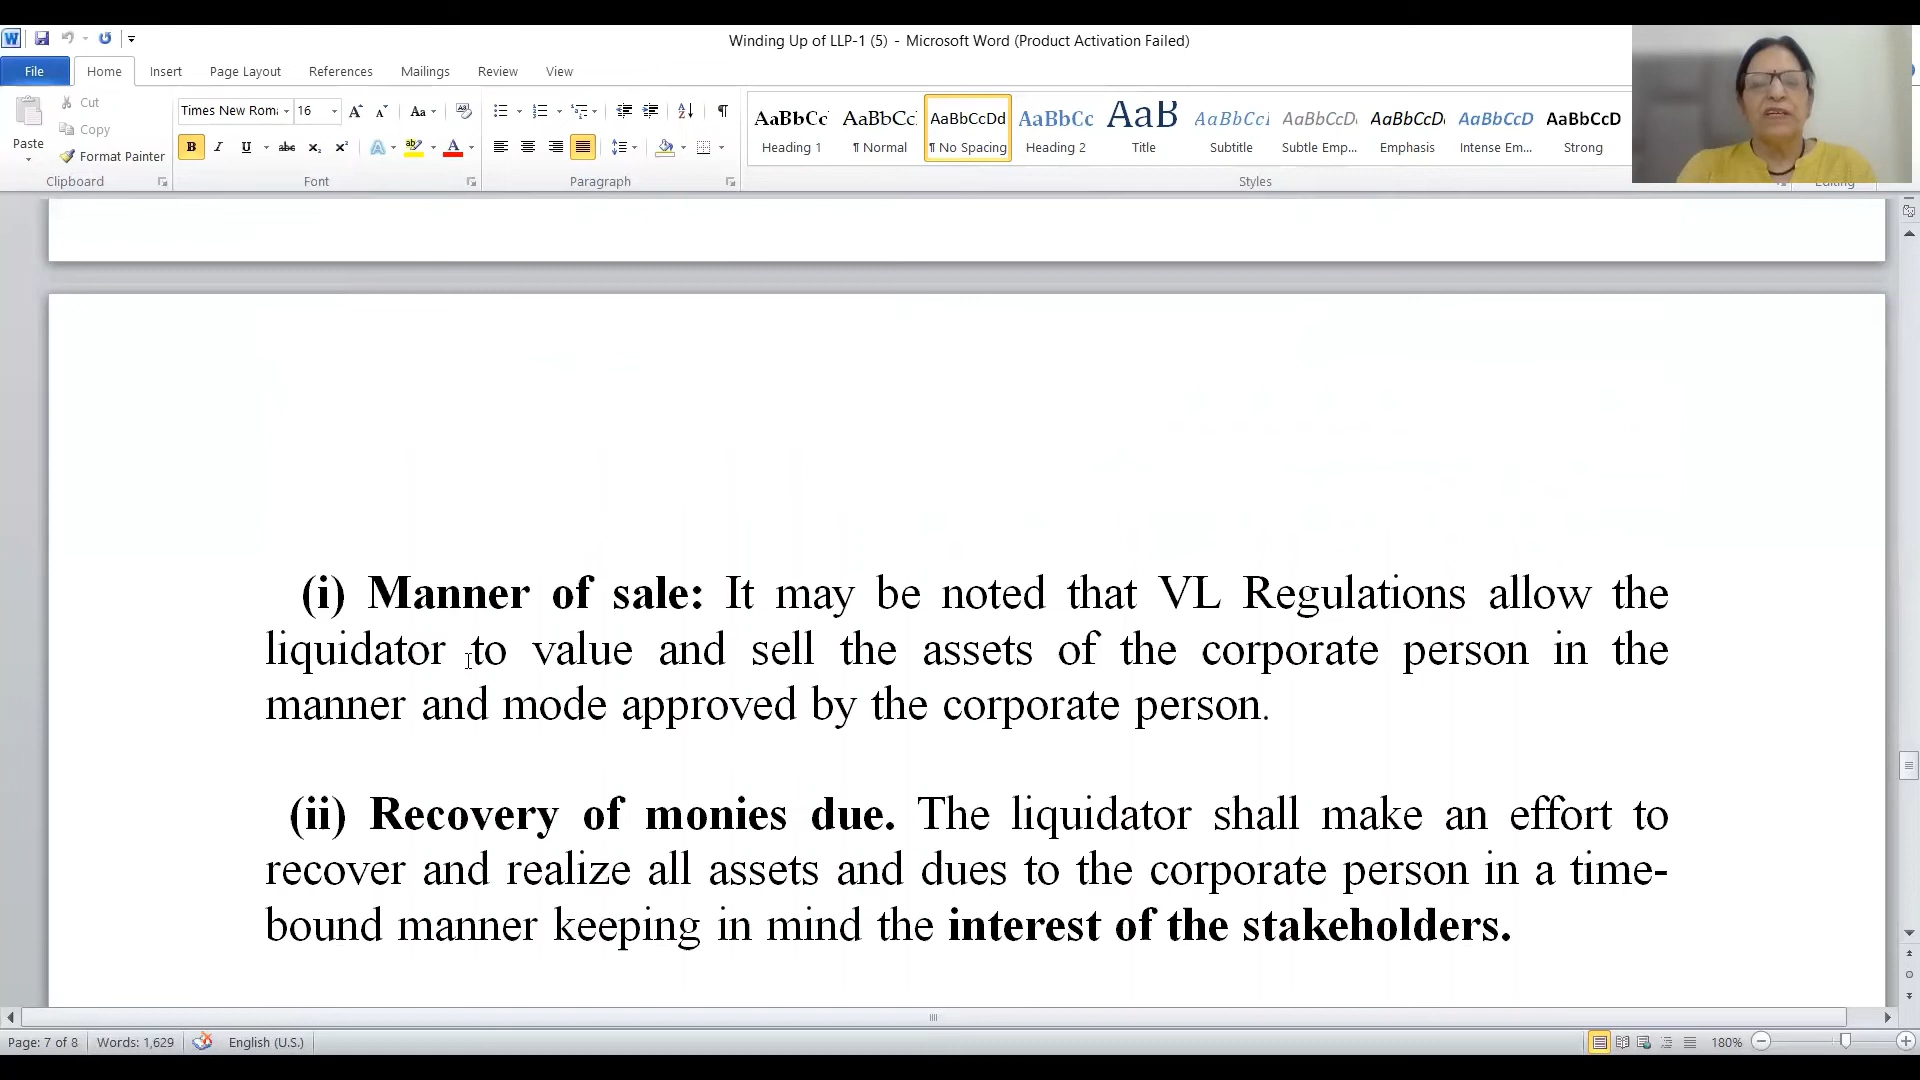 Winding Up of LLP-1 (5) - Microsoft Word (Product Activation Failed)
File Home Insert Page Layout References Mailings Review View
Paste
Cut
Copy
Format Painter
Clipboard
Times New Roma 16
Font
Paragraph
AaBbCc AaBbCc AaBbCcDd AaBbCc AaB AaBbCcI AaBbCcD AaBbCcD AaBbCcD AaBbCcD
Heading 1 ¶ Normal ¶ No Spacing Heading 2 Title Subtitle Subtle Emp... Emphasis Intense Em... Strong
Styles
Editing
(i) Manner of sale: It may be noted that VL Regulations allow the
liquidator to value and sell the assets of the corporate person in the
manner and mode approved by the corporate person.
(ii) Recovery of monies due. The liquidator shall make an effort to
recover and realize all assets and dues to the corporate person in a time-
bound manner keeping in mind the interest of the stakeholders.
Page: 7 of 8 Words: 1,629 English (U.S.) 180%